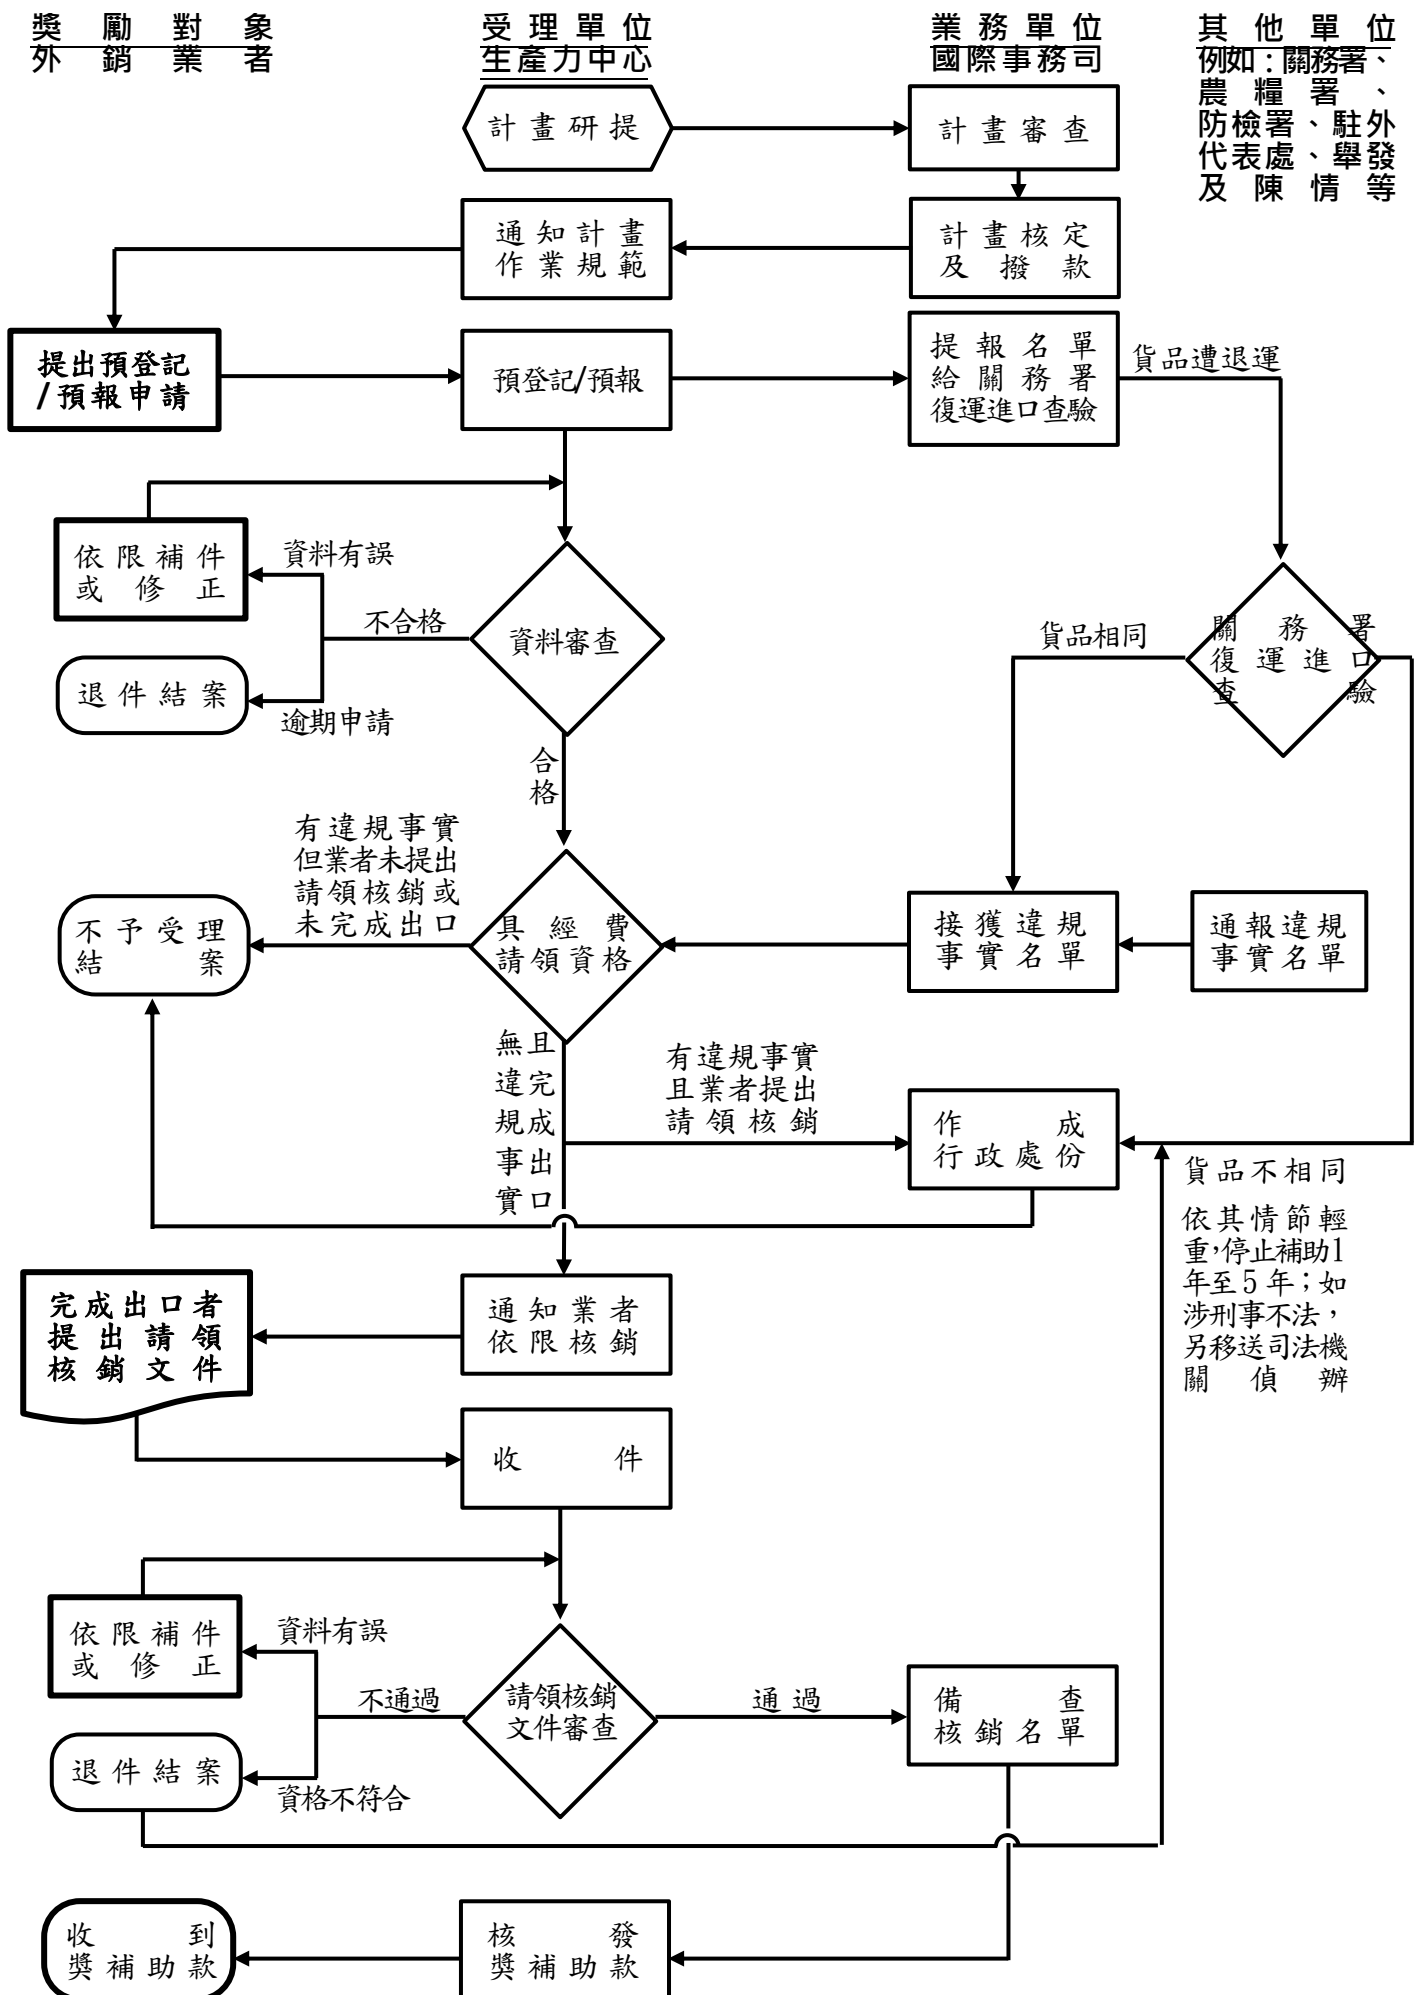 獎勵對象
外銷業者
受理單位
生產力中心
業務單位
國際事務司
其他單位
例如：關務署、
農糧署、
防檢署、駐外
代表處、舉發
及陳情等
計畫研提
計畫審查
通知計畫
作業規範
計畫核定
及撥款
提出預登記
/預報申請
預登記/預報
提報名單
給關務署
復運進口查驗
貨品遭退運
依限補件
或修正
資料有誤
不合格
資料審查
退件結案
逾期申請
貨品相同
關務署
復運進口
查驗
合格
有違規事實
但業者未提出
請領核銷或
未完成出口
不予受理
結案
具經費
請領資格
接獲違規
事實名單
通報違規
事實名單
無且
違完
規成
事出
實口
有違規事實
且業者提出
請領核銷
作成
行政處份
貨品不相同
依其情節輕
重，停止補助1
年至5年；如
涉刑事不法，
另移送司法機
關偵辦
完成出口者
提出請領
核銷文件
通知業者
依限核銷
收件
依限補件
或修正
資料有誤
不通過
請領核銷
文件審查
通過
備查
核銷名單
退件結案
資格不符合
收到
獎補助款
核發
獎補助款